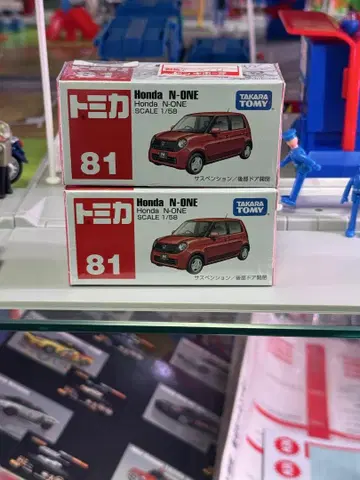 トミカ
81
Honda N-ONE
Honda N-ONE
SCALE 1/58
TAKARA
TOMY
サスペンション/後部ドア開閉
トミカ
81
Honda N-ONE
Honda N-ONE
SCALE 1/58
TAKARA
TOMY
サスペンション/後部ドア開閉